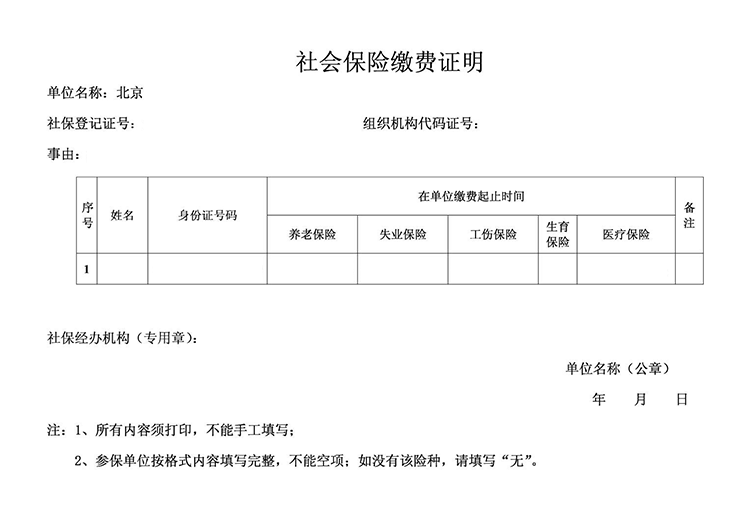 社会保险缴费证明
单位名称：北京
社保登记证号：
组织机构代码证号：
事由：
序号
姓名
身份证号码
在单位缴费起止时间
备注
养老保险
失业保险
工伤保险
生育
保险
医疗保险
1
社保经办机构（专用章）：
单位名称（公章）
年 月 日
注：1、所有内容须打印，不能手工填写；
2、参保单位按格式内容填写完整，不能空项；如没有该险种，请填写“无”。